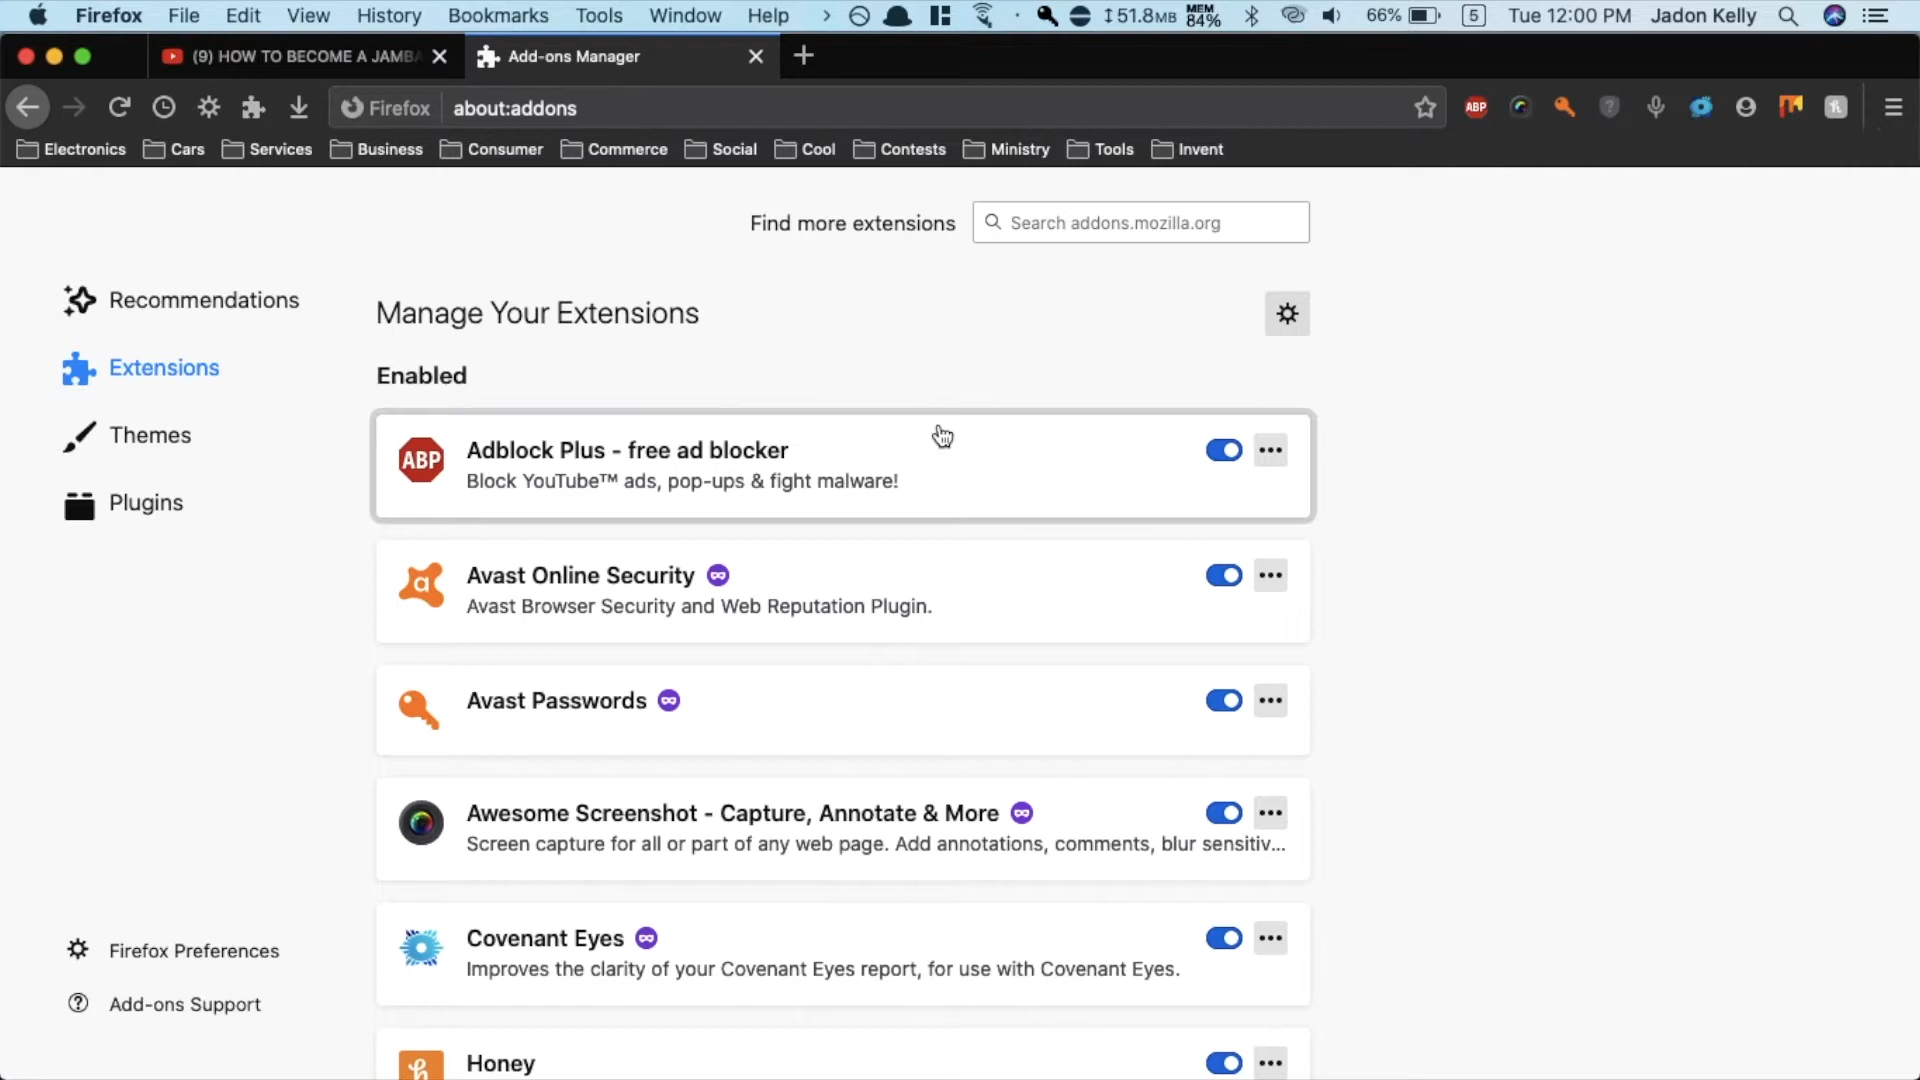 Firefox File Edit View History Bookmarks Tools Window Help 51.8MB MEM 84% 66% 5 Tue 12:00 PM Jadon Kelly
(9) HOW TO BECOME A JAMBA Add-ons Manager
Firefox about:addons ABP
Electronics Cars Services Business Consumer Commerce Social Cool Contests Ministry Tools Invent
Find more extensions Search addons.mozilla.org
Recommendations
Extensions
Themes
Plugins
Manage Your Extensions
Enabled
ABP Adblock Plus - free ad blocker
Block YouTube™ ads, pop-ups & fight malware!
Avast Online Security
Avast Browser Security and Web Reputation Plugin.
Avast Passwords
Awesome Screenshot - Capture, Annotate & More
Screen capture for all or part of any web page. Add annotations, comments, blur sensitiv...
Covenant Eyes
Improves the clarity of your Covenant Eyes report, for use with Covenant Eyes.
Honey
Firefox Preferences
Add-ons Support